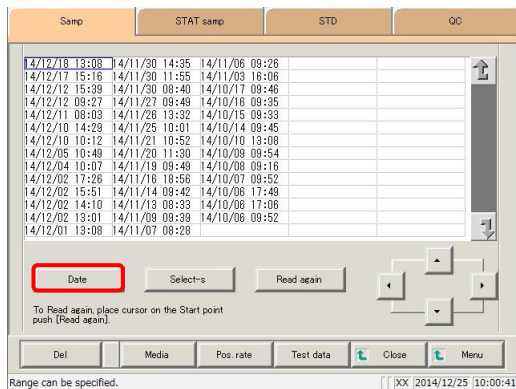 Samp STAT samp STD QC
14/12/18 13:08 14/11/30 14:35 14/11/06 09:26
14/12/17 15:16 14/11/30 11:55 14/11/03 16:06
14/12/12 15:39 14/11/30 08:40 14/10/17 09:46
14/12/12 09:27 14/11/27 09:49 14/10/16 09:35
14/12/11 08:03 14/11/26 13:32 14/10/15 09:33
14/12/10 14:29 14/11/25 10:01 14/10/14 09:45
14/12/10 10:12 14/11/21 10:52 14/10/10 13:08
14/12/05 10:49 14/11/20 11:30 14/10/09 09:54
14/12/04 10:07 14/11/19 09:49 14/10/08 09:16
14/12/02 17:26 14/11/16 18:56 14/10/07 09:52
14/12/02 15:51 14/11/14 09:42 14/10/06 17:49
14/12/02 14:10 14/11/13 08:33 14/10/06 17:06
14/12/02 13:01 14/11/09 09:39 14/10/06 09:52
14/12/01 13:08 14/11/07 08:28
Date Select-s Read again
To Read again, place cursor on the Start point
push [Read again].
Del Media Pos. rate Test data Close Menu
Range can be specified. XX 2014/12/25 10:00:41